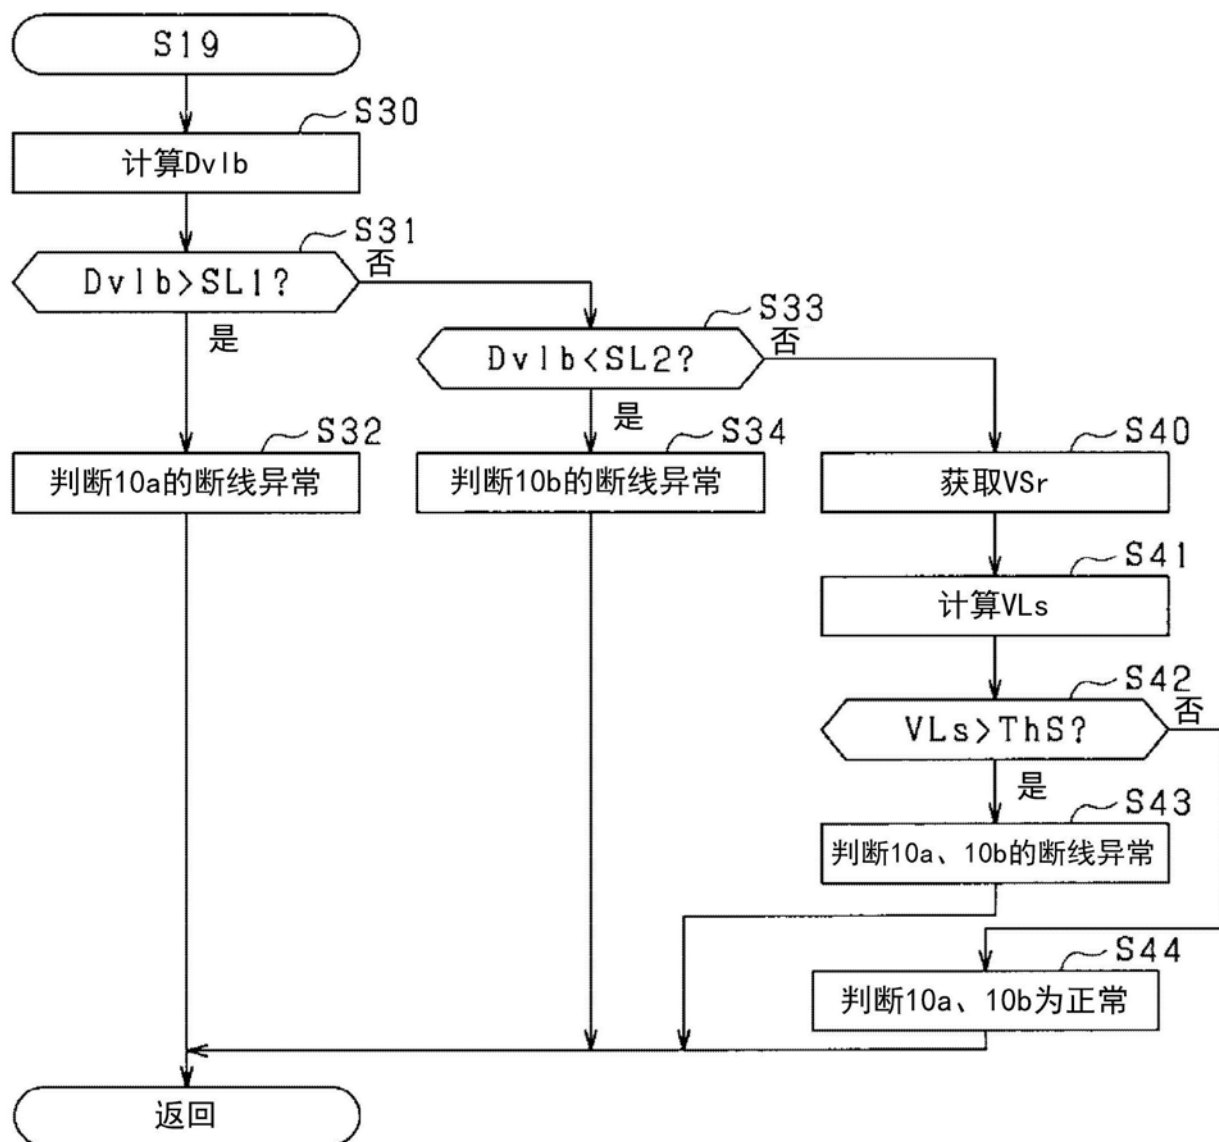 S19
S30
计算Dvlb
S31
Dvlb>SL1?
否
是
S33
Dvlb<SL2?
否
是
S32
判断10a的断线异常
S34
判断10b的断线异常
S40
获取VSr
S41
计算VLs
S42
VLs>ThS?
否
是
S43
判断10a、10b的断线异常
S44
判断10a、10b为正常
返回